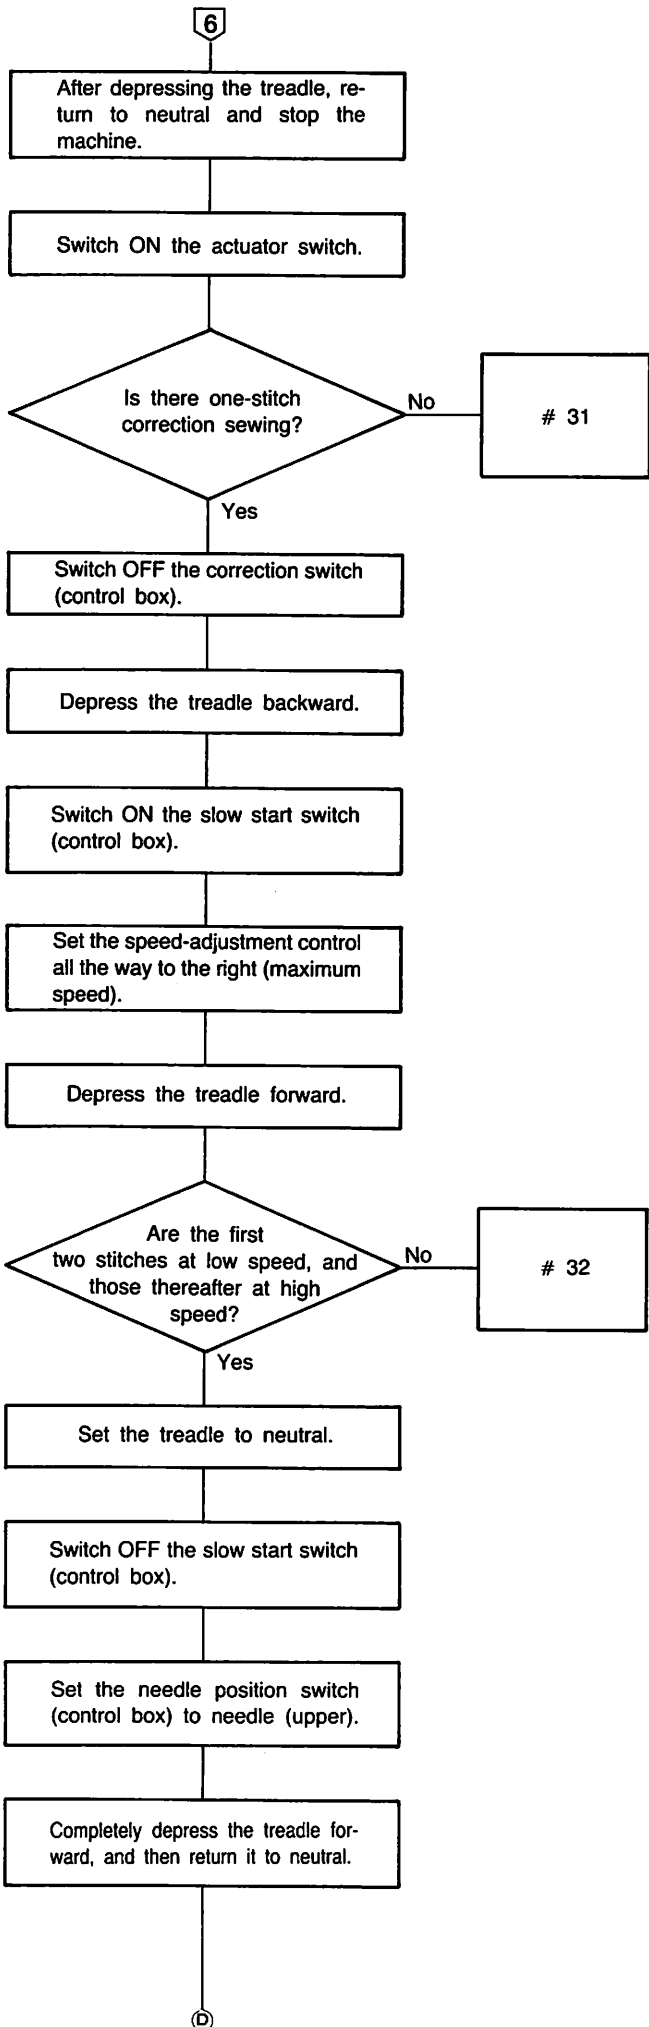 6
After depressing the treadle, re-
turn to neutral and stop the
machine.
Switch ON the actuator switch.
Is there one-stitch
correction sewing?
No
# 31
Yes
Switch OFF the correction switch
(control box).
Depress the treadle backward.
Switch ON the slow start switch
(control box).
Set the speed-adjustment control
all the way to the right (maximum
speed).
Depress the treadle forward.
Are the first
two stitches at low speed, and
those thereafter at high
speed?
No
# 32
Yes
Set the treadle to neutral.
Switch OFF the slow start switch
(control box).
Set the needle position switch
(control box) to needle (upper).
Completely depress the treadle for-
ward, and then return it to neutral.
D